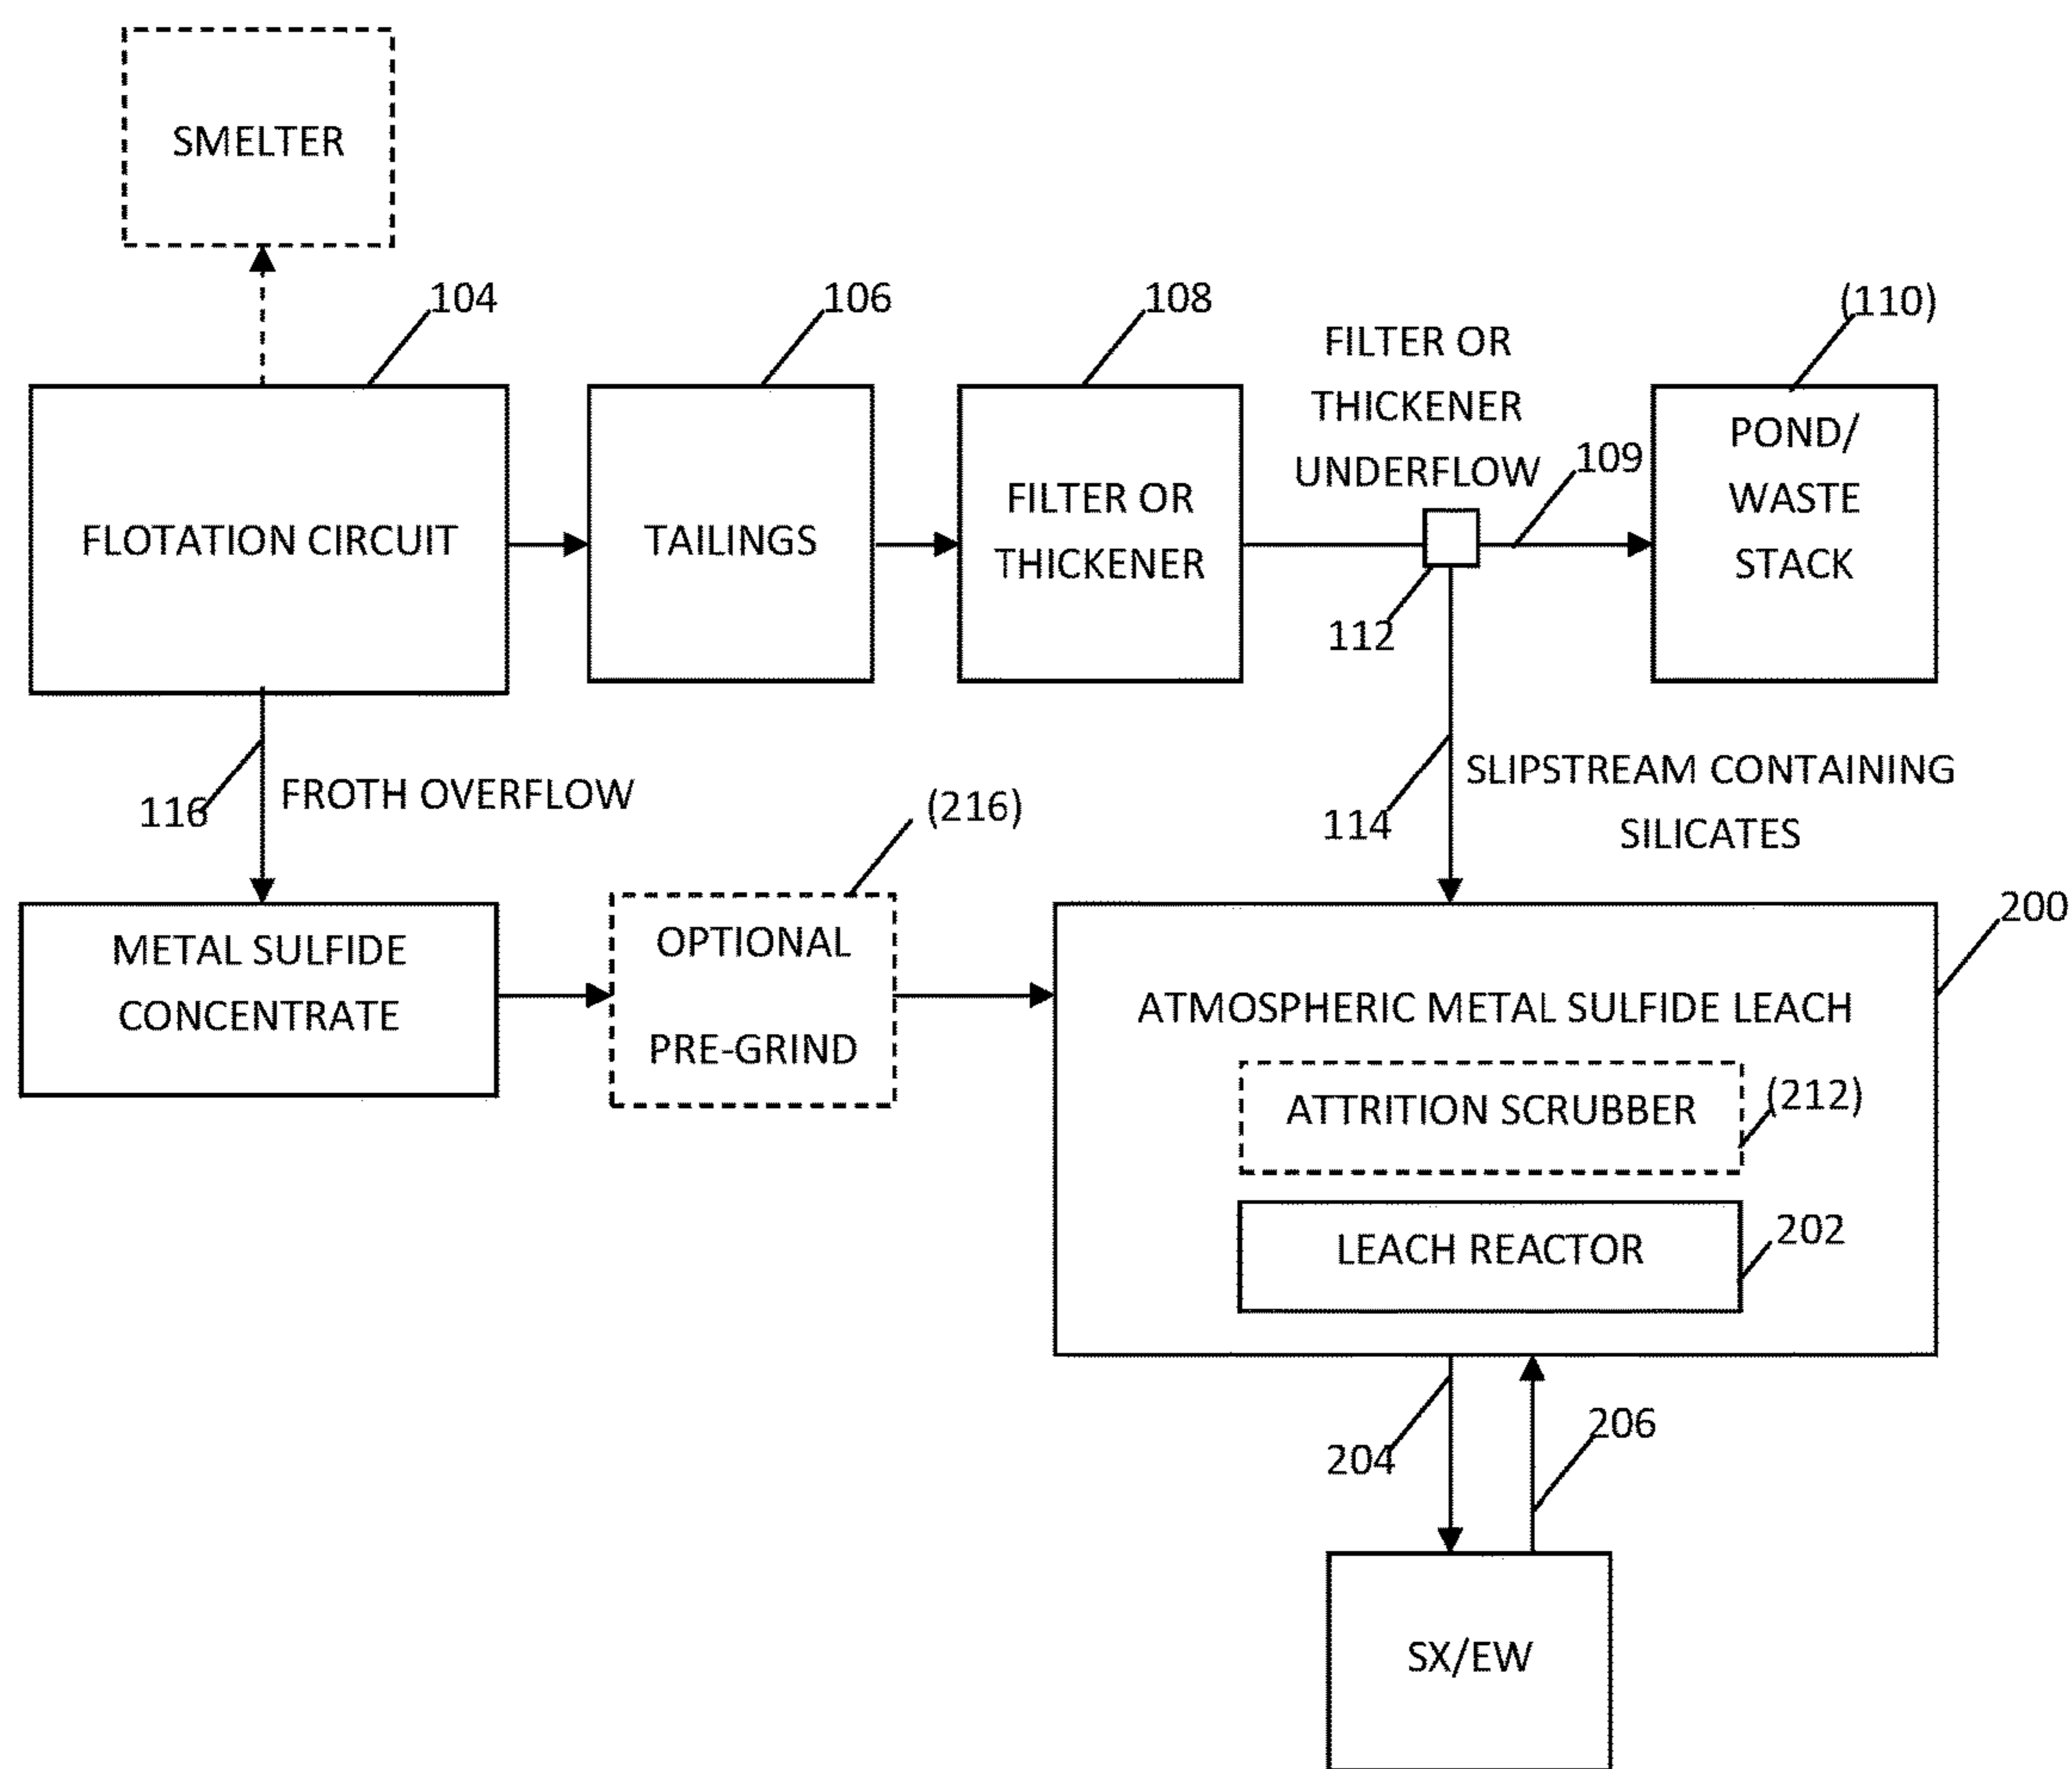 SMELTER
104
106
108
(110)
FILTER OR
THICKENER
UNDERFLOW
109
FLOTATION CIRCUIT
TAILINGS
FILTER OR
THICKENER
POND/
WASTE
STACK
112
116
FROTH OVERFLOW
(216)
114
SLIPSTREAM CONTAINING
SILICATES
200
METAL SULFIDE
CONCENTRATE
OPTIONAL
PRE-GRIND
ATMOSPHERIC METAL SULFIDE LEACH
ATTRITION SCRUBBER
(212)
LEACH REACTOR
202
204
206
SX/EW